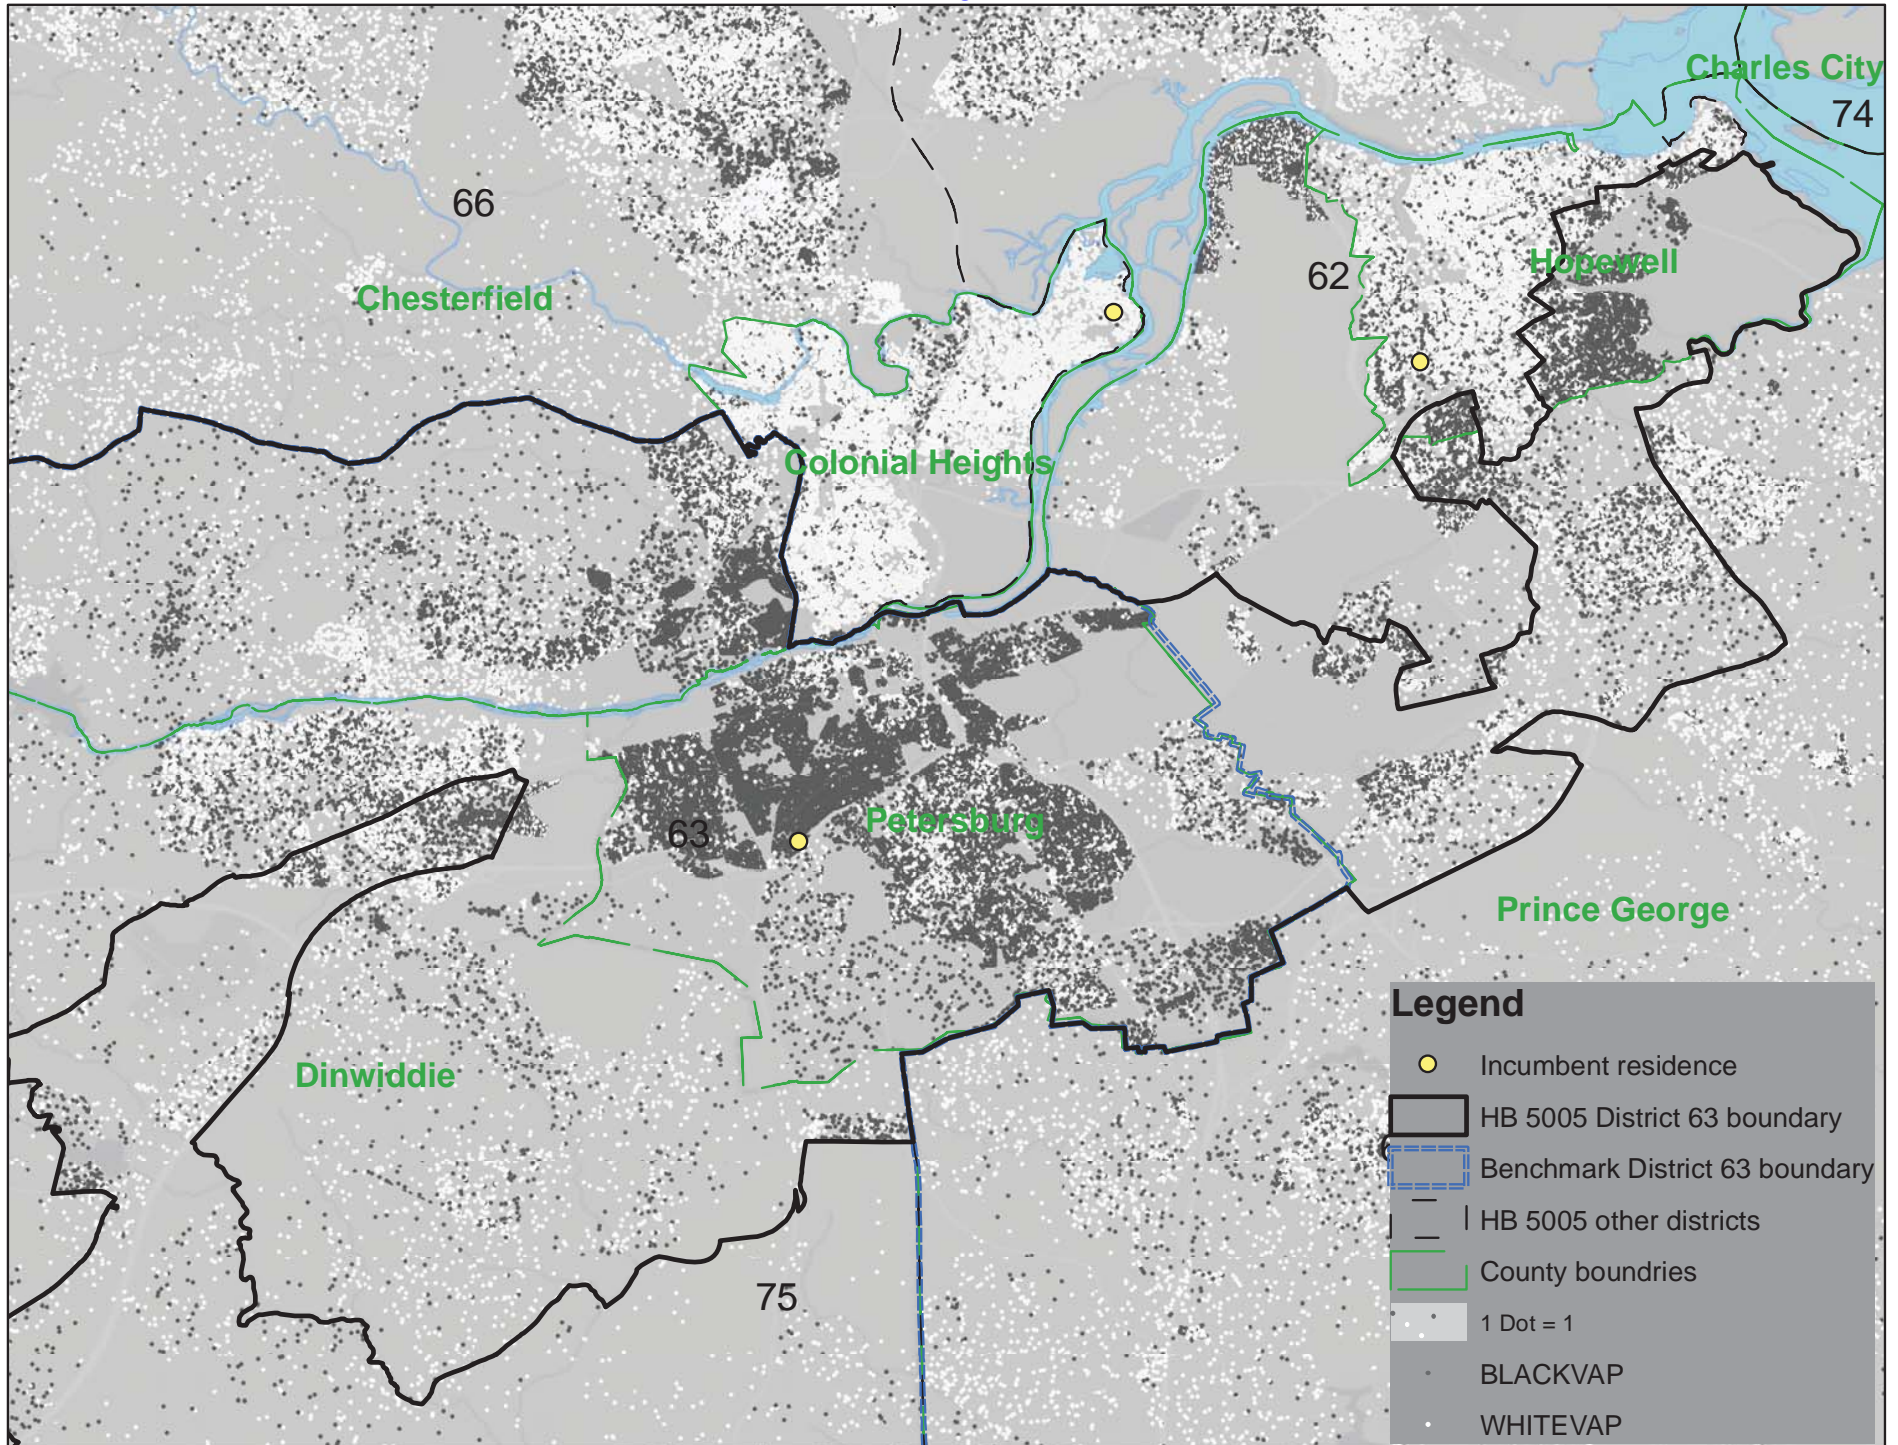 Charles City
74
66
62
Hopewell
Chesterfield
Colonial Heights
63
Petersburg
Prince George
Dinwiddie
75
Legend
Incumbent residence
HB 5005 District 63 boundary
Benchmark District 63 boundary
HB 5005 other districts
County boundries
1 Dot = 1
BLACKVAP
WHITEVAP